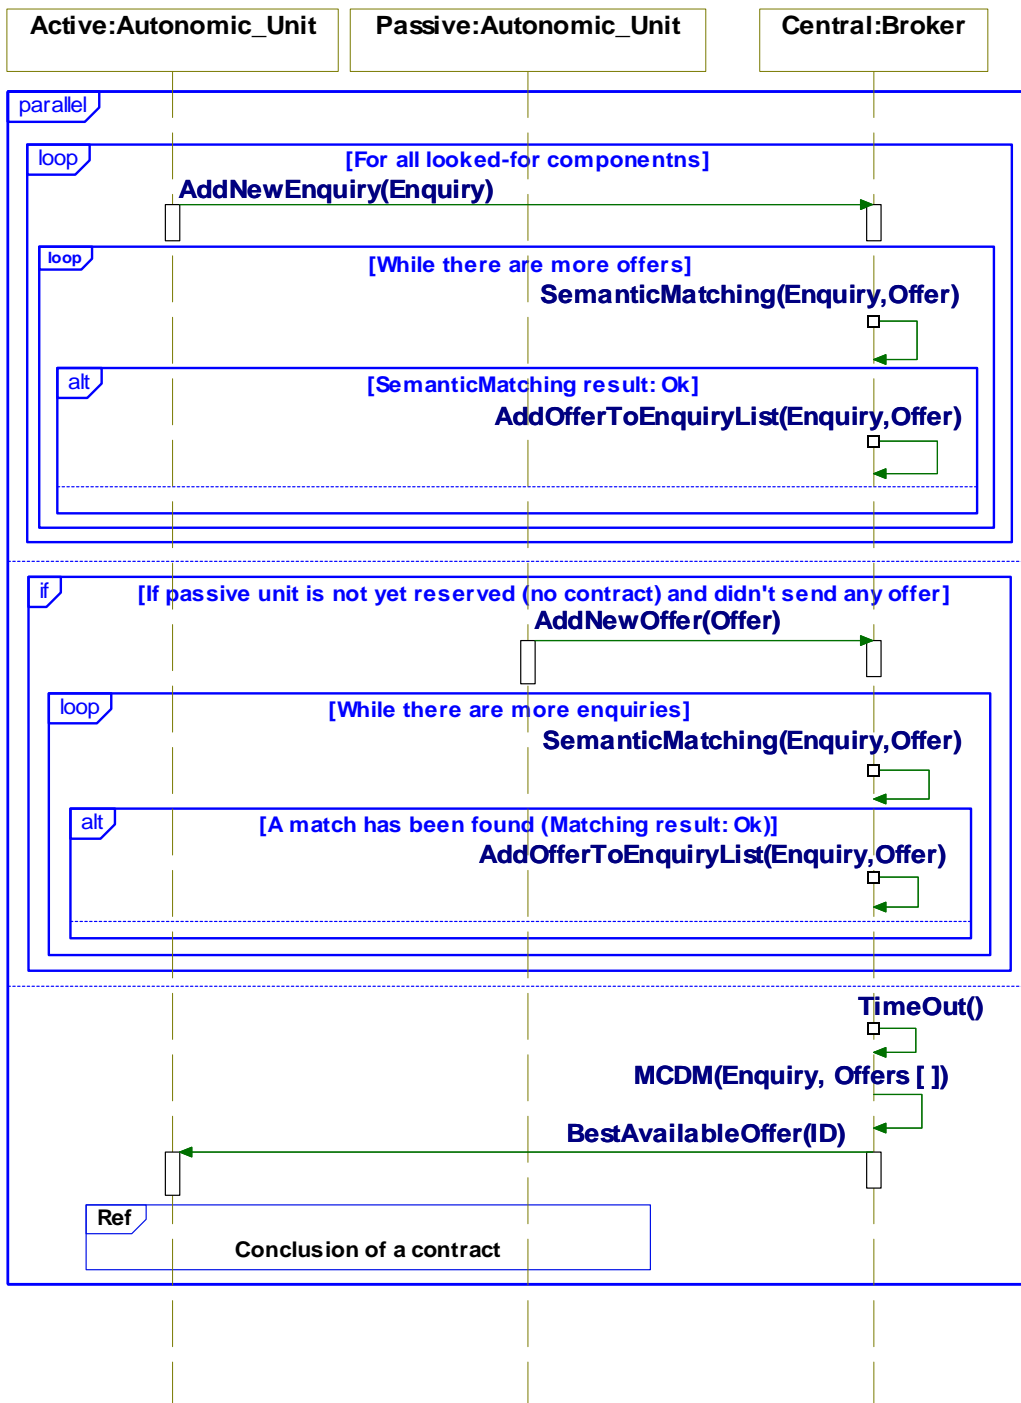 Active:Autonomic_Unit
Passive:Autonomic_Unit
Central:Broker
parallel
loop
[For all looked-for componentns]
AddNewEnquiry(Enquiry)
loop
[While there are more offers]
SemanticMatching(Enquiry,Offer)
alt
[SemanticMatching result: Ok]
AddOfferToEnquiryList(Enquiry,Offer)
if
[If passive unit is not yet reserved (no contract) and didn't send any offer]
AddNewOffer(Offer)
loop
[While there are more enquiries]
SemanticMatching(Enquiry,Offer)
alt
[A match has been found (Matching result: Ok)]
AddOfferToEnquiryList(Enquiry,Offer)
TimeOut()
MCDM(Enquiry, Offers [ ])
BestAvailableOffer(ID)
Ref
Conclusion of a contract